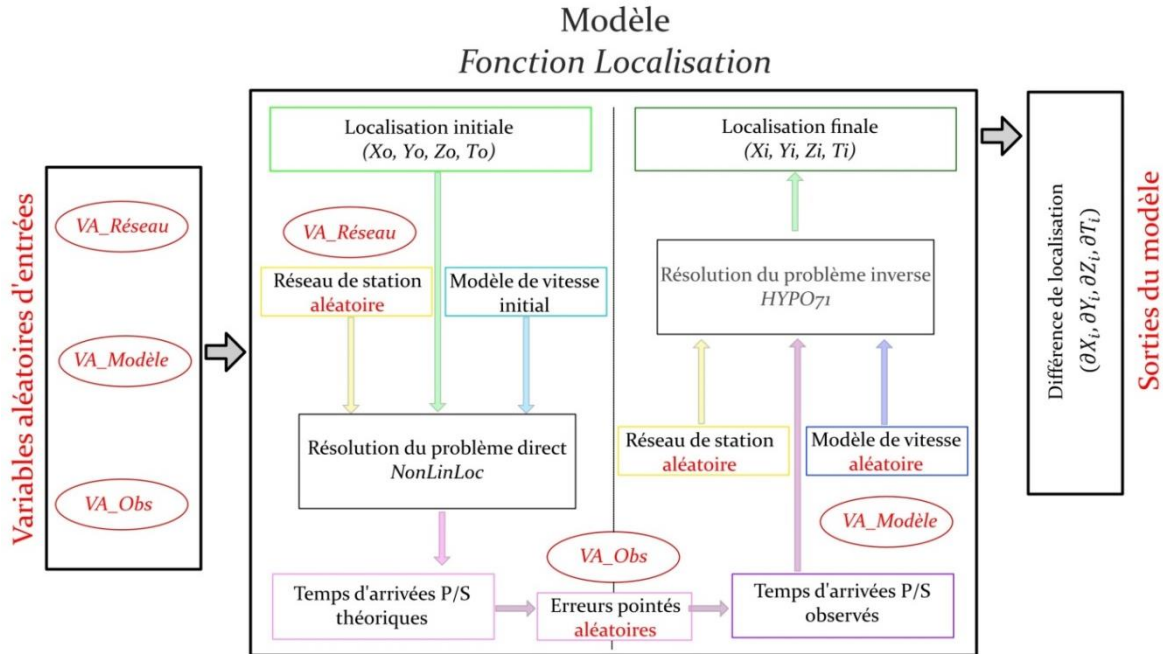 Modèle
Fonction Localisation
Variables aléatoires d'entrées
VA_Réseau
VA_Modèle
VA_Obs
Localisation initiale
(Xo, Yo, Zo, To)
VA_Réseau
Réseau de station
aléatoire
Modèle de vitesse
initial
Résolution du problème direct
NonLinLoc
Temps d'arrivées P/S
théoriques
VA_Obs
Erreurs pointés
aléatoires
Localisation finale
(Xi, Yi, Zi, Ti)
Résolution du problème inverse
HYPO71
Réseau de station
aléatoire
Modèle de vitesse
aléatoire
VA_Modèle
Temps d'arrivées P/S
observés
Différence de localisation
(∂Xᵢ, ∂Yᵢ, ∂Zᵢ, ∂Tᵢ)
Sorties du modèle